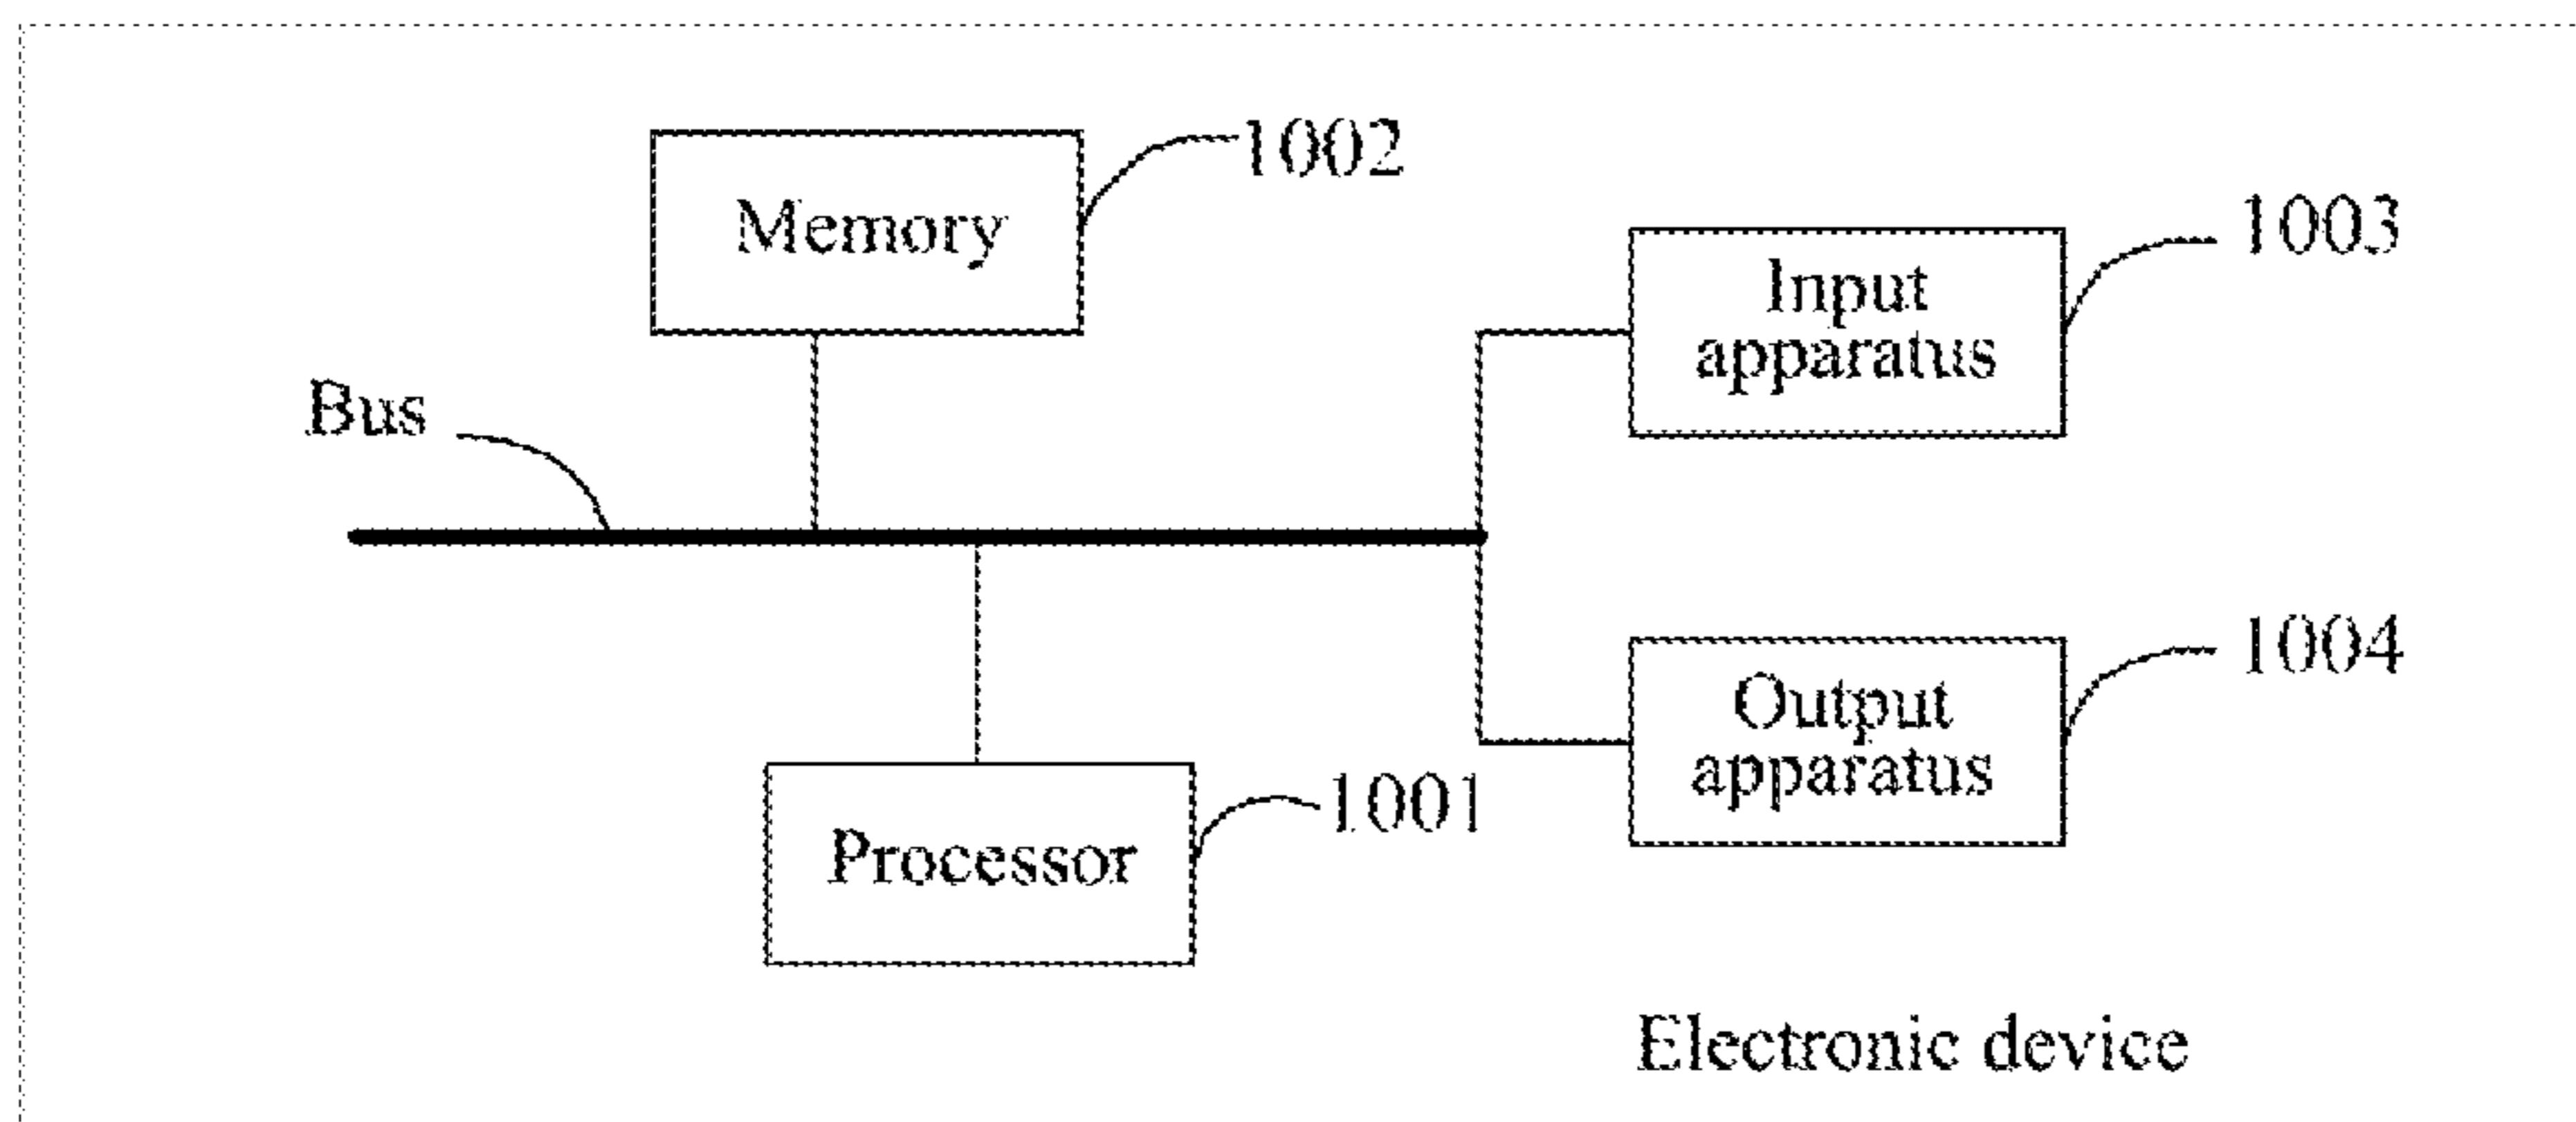 1002
Memory
1003
Input
apparatus
Bus
1004
Output
apparatus
1001
Processor
Electronic device